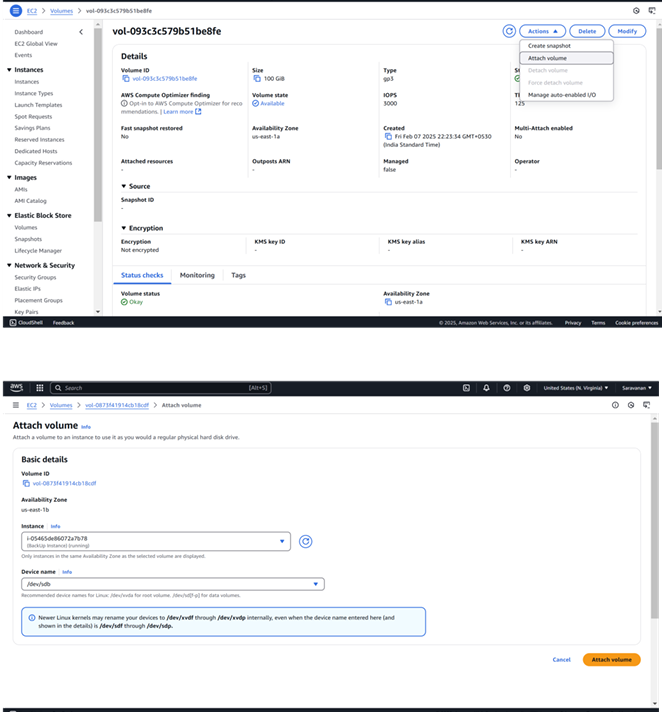 EC2 > Volumes > vol-093c3c579b51be8fe
Dashboard
EC2 Global View
Events
Instances
Instances
Instance Types
Launch Templates
Spot Requests
Savings Plans
Reserved Instances
Dedicated Hosts
Capacity Reservations
Images
AMIs
AMI Catalog
Elastic Block Store
Volumes
Snapshots
Lifecycle Manager
Network & Security
Security Groups
Elastic IPs
Placement Groups
Key Pairs
vol-093c3c579b51be8fe
Actions
Delete
Modify
Create snapshot
Attach volume
Detach volume
Force detach volume
Manage auto-enabled I/O
Details
Volume ID
vol-093c3c579b51be8fe
Size
100 GiB
Type
gp3
AWS Compute Optimizer finding
Opt-in to AWS Compute Optimizer for reco
mmendations. | Learn more
Volume state
Available
IOPS
3000
125
Fast snapshot restored
No
Availability Zone
us-east-1a
Created
Fri Feb 07 2025 22:23:34 GMT+0530
(India Standard Time)
Multi-Attach enabled
No
Attached resources
-
Outposts ARN
-
Managed
false
Operator
-
Source
Snapshot ID
-
Encryption
Encryption
Not encrypted
KMS key ID
-
KMS key alias
-
KMS key ARN
-
Status checks
Monitoring
Tags
Volume status
Okay
Availability Zone
us-east-1a
CloudShell Feedback
© 2025, Amazon Web Services, Inc. or its affiliates. Privacy Terms Cookie preferences
aws
Search [Alt+S]
United States (N. Virginia) Saravanan
EC2 > Volumes > vol-0873f41914cb18cdf > Attach volume
Attach volume Info
Attach a volume to an instance to use it as you would a regular physical hard disk drive.
Basic details
Volume ID
vol-0873f41914cb18cdf
Availability Zone
us-east-1b
Instance Info
i-05465de86072a7b78
(BackUp Instance) (running)
Only instances in the same Availability Zone as the selected volume are displayed.
Device name Info
/dev/sdb
Recommended device names for Linux: /dev/xvda for root volume. /dev/sd[f-p] for data volumes.
Newer Linux kernels may rename your devices to /dev/xvdf through /dev/xvdp internally, even when the device name entered here (and
shown in the details) is /dev/sdf through /dev/sdp.
Cancel
Attach volume